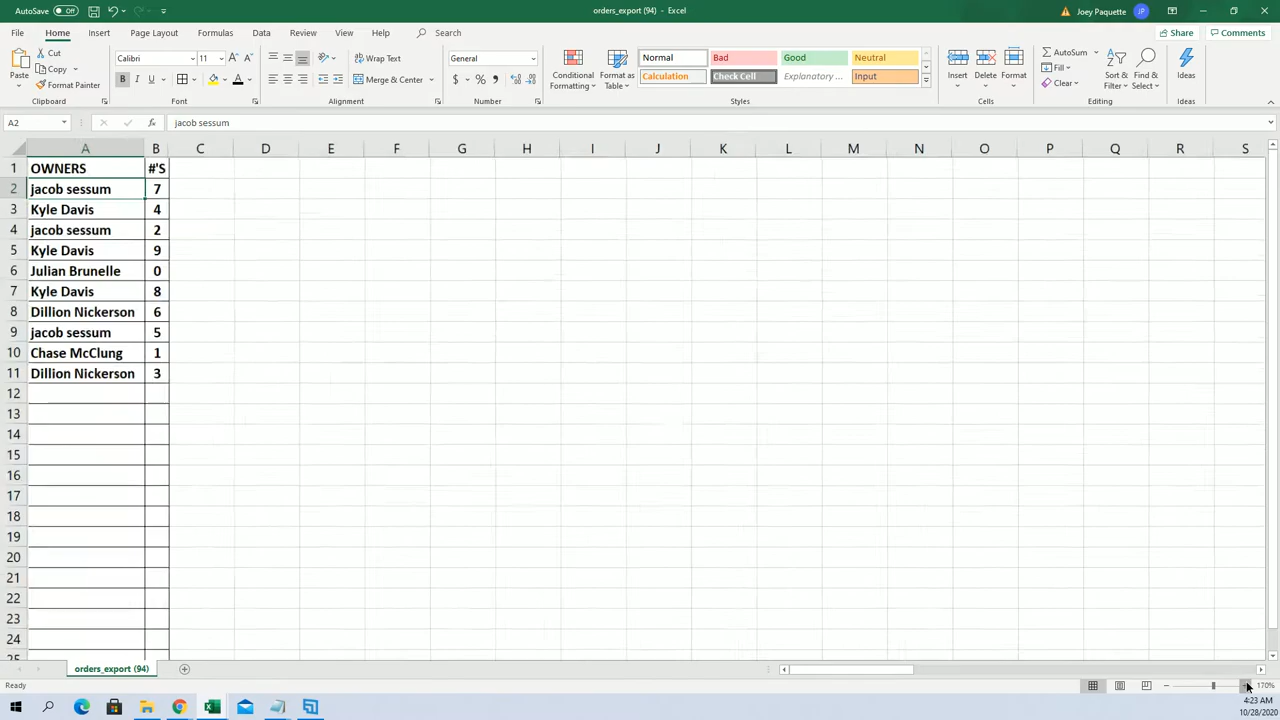 AutoSave Off orders_export (94) - Excel Joey Paquette JP
File Home Insert Page Layout Formulas Data Review View Help Search Share Comments
Paste Cut Copy Format Painter Clipboard
Calibri 11 B I U Font
Wrap Text Merge & Center Alignment
General $ % Number
Conditional Formatting Format as Table Normal Bad Good Neutral Calculation Check Cell Explanatory ... Input Styles
Insert Delete Format Cells
AutoSum Fill Clear Sort & Filter Find & Select Editing
Ideas Ideas
A2 fx jacob sessum
A B C D E F G H I J K L M N O P Q R S
1 OWNERS #'S
2 jacob sessum 7
3 Kyle Davis 4
4 jacob sessum 2
5 Kyle Davis 9
6 Julian Brunelle 0
7 Kyle Davis 8
8 Dillion Nickerson 6
9 jacob sessum 5
10 Chase McClung 1
11 Dillion Nickerson 3
12
13
14
15
16
17
18
19
20
21
22
23
24
25
orders_export (94)
Ready 170%
4:23 AM
10/28/2020